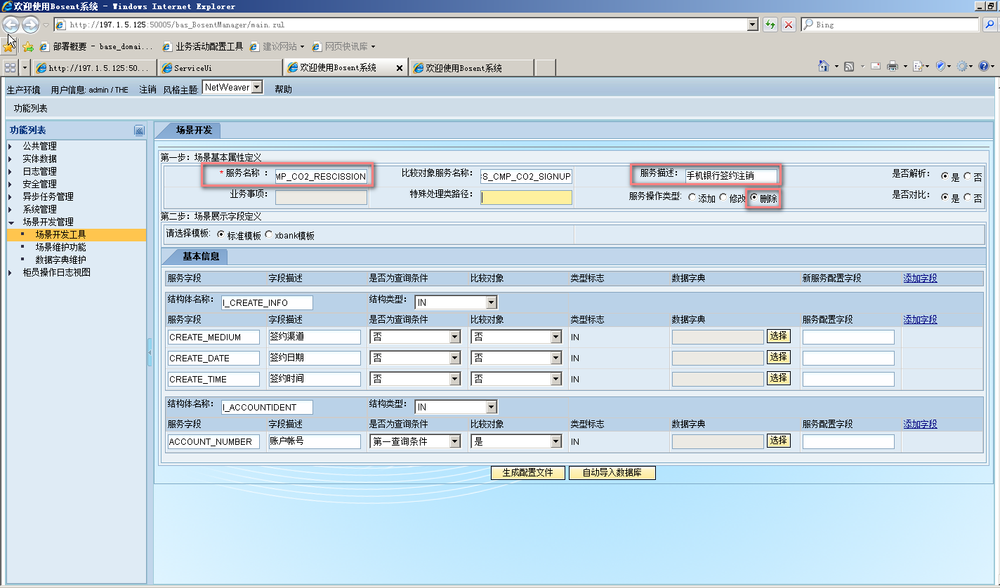 欢迎使用Bosent系统 - Windows Internet Explorer
http://197.1.5.125:50005/bas_BosentManager/main.zul
Bing
部署概要 - base_domai... 业务活动配置工具 建议网站 网页快讯库
http://197.1.5.125:50... ServiceUi 欢迎使用Bosent系统 欢迎使用Bosent系统
生产环境 用户信息: admin / THE 注销 风格主题: NetWeaver 帮助
功能列表
功能列表
公共管理
实体数据
日志管理
安全管理
异步任务管理
系统管理
场景开发管理
场景开发工具
场景维护功能
数据字典维护
柜员操作日志视图
场景开发
第一步：场景基本属性定义
* 服务名称 ： MP_CO2_RESCISSION 比较对象服务名称： :S_CMP_CO2_SIGNUP 服务描述： 手机银行签约注销 是否解析： 是 否
业务事项： 特殊处理类路径： 服务操作类型: 添加 修改 删除 是否对比： 是 否
第二步：场景展示字段定义
请选择模板: 标准模板 xbank模板
基本信息
服务字段 字段描述 是否为查询条件 比较对象 类型标志 数据字典 新服务配置字段 添加字段
结构体名称： I_CREATE_INFO 结构类型： IN
服务字段 字段描述 是否为查询条件 比较对象 类型标志 数据字典 服务配置字段 添加字段
CREATE_MEDIUM 签约渠道 否 否 IN 选择
CREATE_DATE 签约日期 否 否 IN 选择
CREATE_TIME 签约时间 否 否 IN 选择
结构体名称： I_ACCOUNTIDENT 结构类型： IN
服务字段 字段描述 是否为查询条件 比较对象 类型标志 数据字典 服务配置字段 添加字段
ACCOUNT_NUMBER 账户帐号 第一查询条件 是 IN 选择
生成配置文件 自动导入数据库